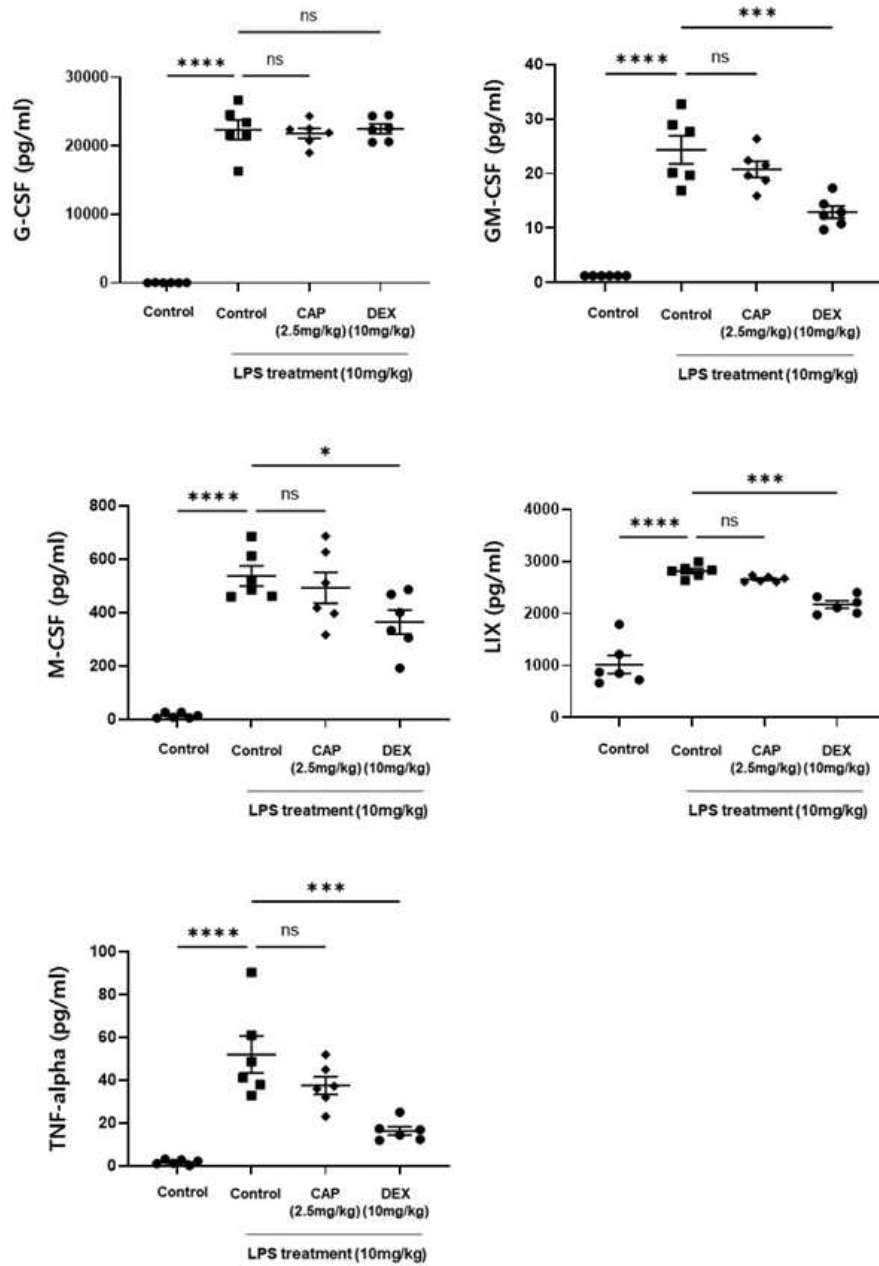 ns
**** ns
30000
20000
10000
0
G-CSF (pg/ml)
Control Control CAP DEX
(2.5mg/kg) (10mg/kg)
LPS treatment (10mg/kg)
***
**** ns
40
30
20
10
0
GM-CSF (pg/ml)
Control Control CAP DEX
(2.5mg/kg) (10mg/kg)
LPS treatment (10mg/kg)
*
**** ns
800
600
400
200
0
M-CSF (pg/ml)
Control Control CAP DEX
(2.5mg/kg) (10mg/kg)
LPS treatment (10mg/kg)
***
**** ns
4000
3000
2000
1000
0
LIX (pg/ml)
Control Control CAP DEX
(2.5mg/kg) (10mg/kg)
LPS treatment (10mg/kg)
***
**** ns
100
80
60
40
20
0
TNF-alpha (pg/ml)
Control Control CAP DEX
(2.5mg/kg) (10mg/kg)
LPS treatment (10mg/kg)